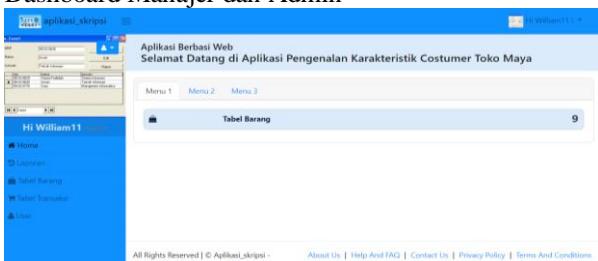 Dashboard Manajer dan Admin
aplikasi_skripsi
Hi William11
Aplikasi Berbasi Web
Selamat Datang di Aplikasi Pengenalan Karakteristik Costumer Toko Maya
Menu 1 Menu 2 Menu 3
Tabel Barang 9
Hi William11
Home
Laporan
Tabel Barang
Tabel Transaksi
User
All Rights Reserved | © Aplikasi_skripsi - About Us | Help And FAQ | Contact Us | Privacy Policy | Terms And Conditions